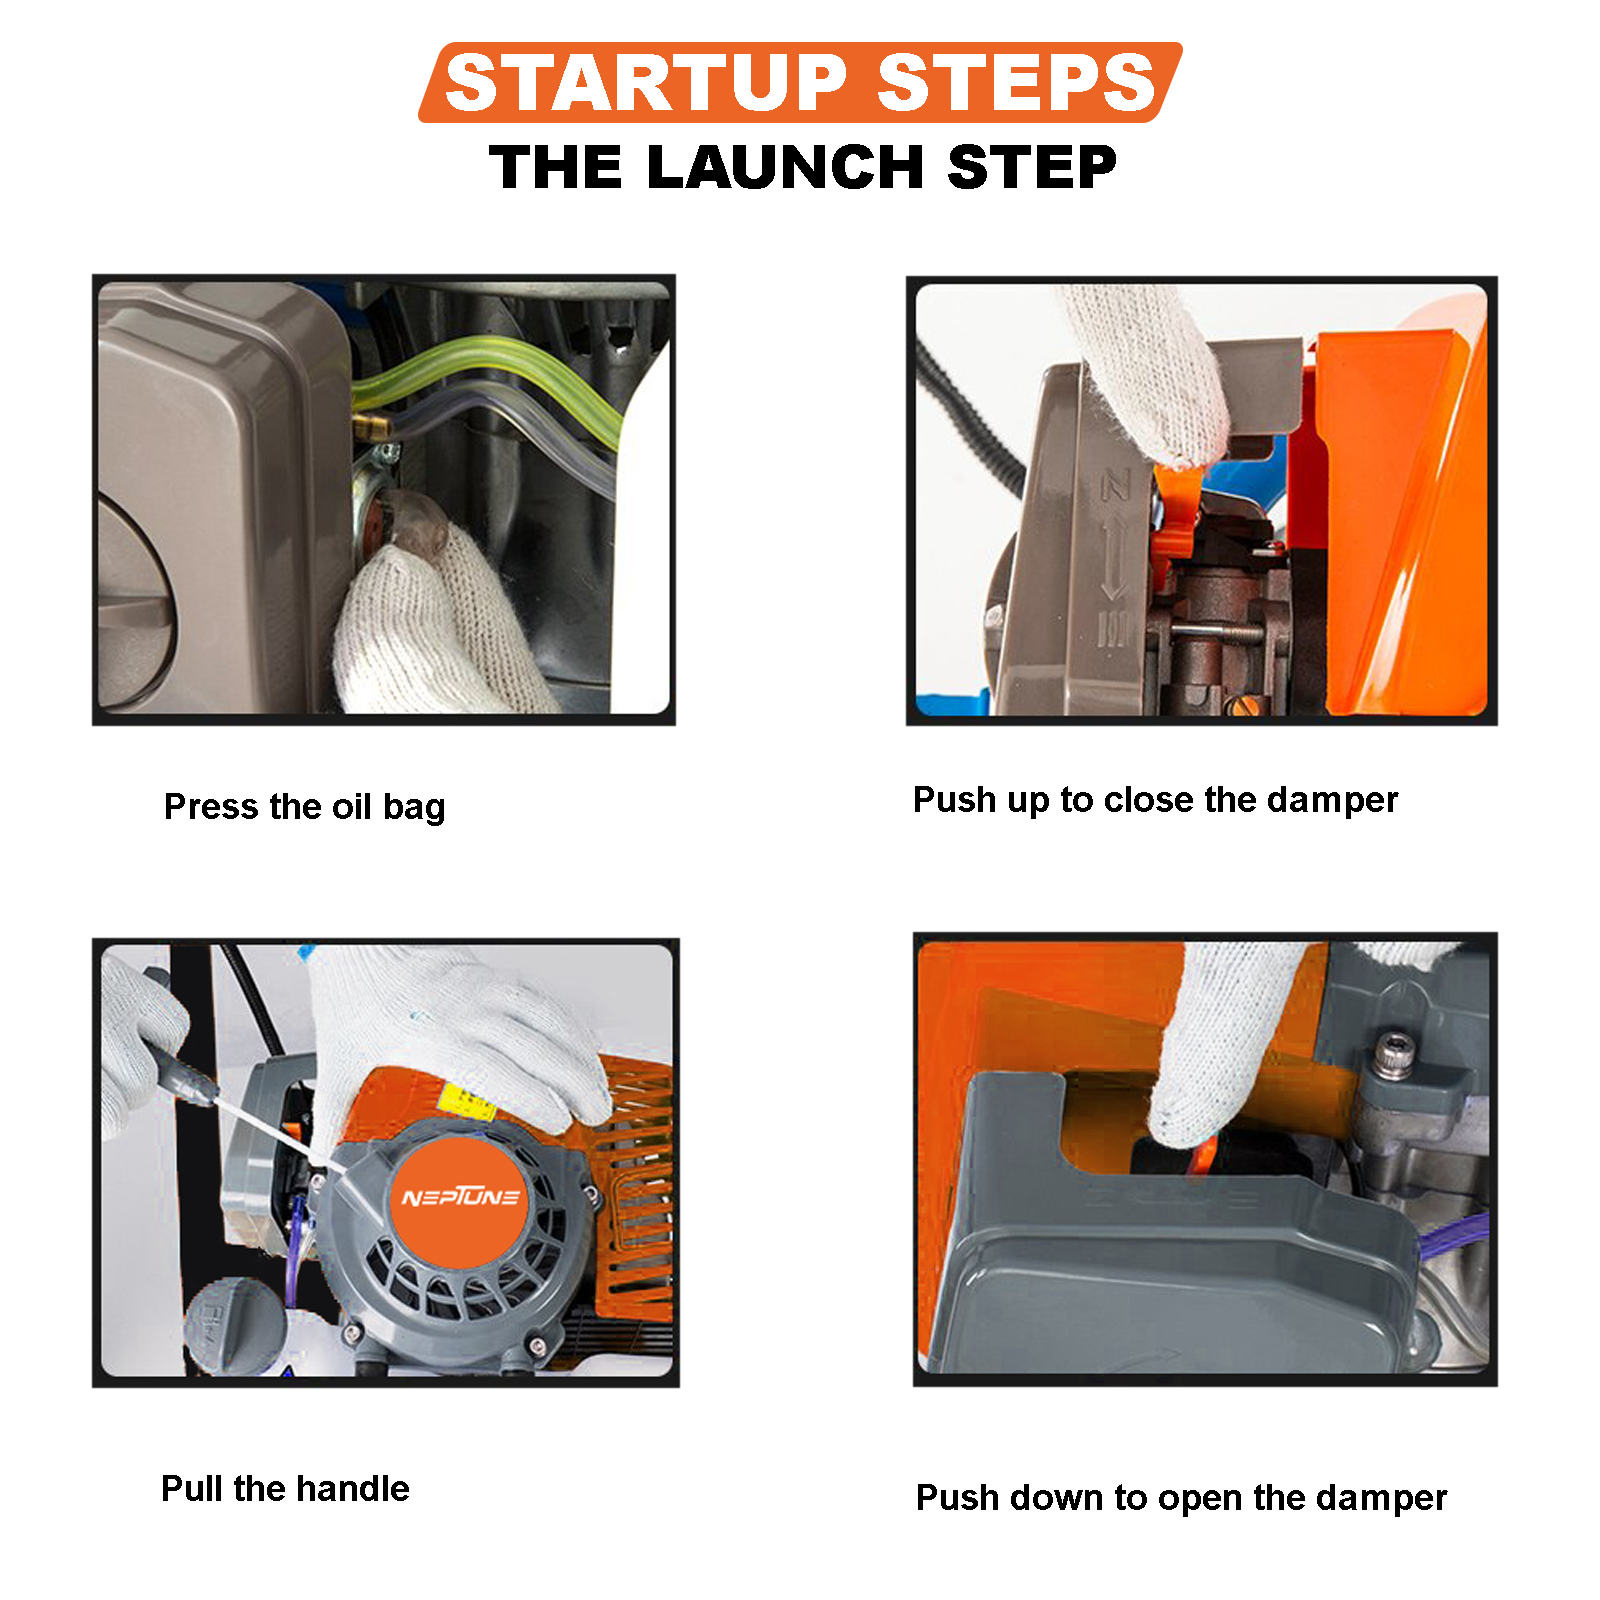 STARTUP STEPS
THE LAUNCH STEP
Press the oil bag
Push up to close the damper
NEPTUNE
Pull the handle
Push down to open the damper